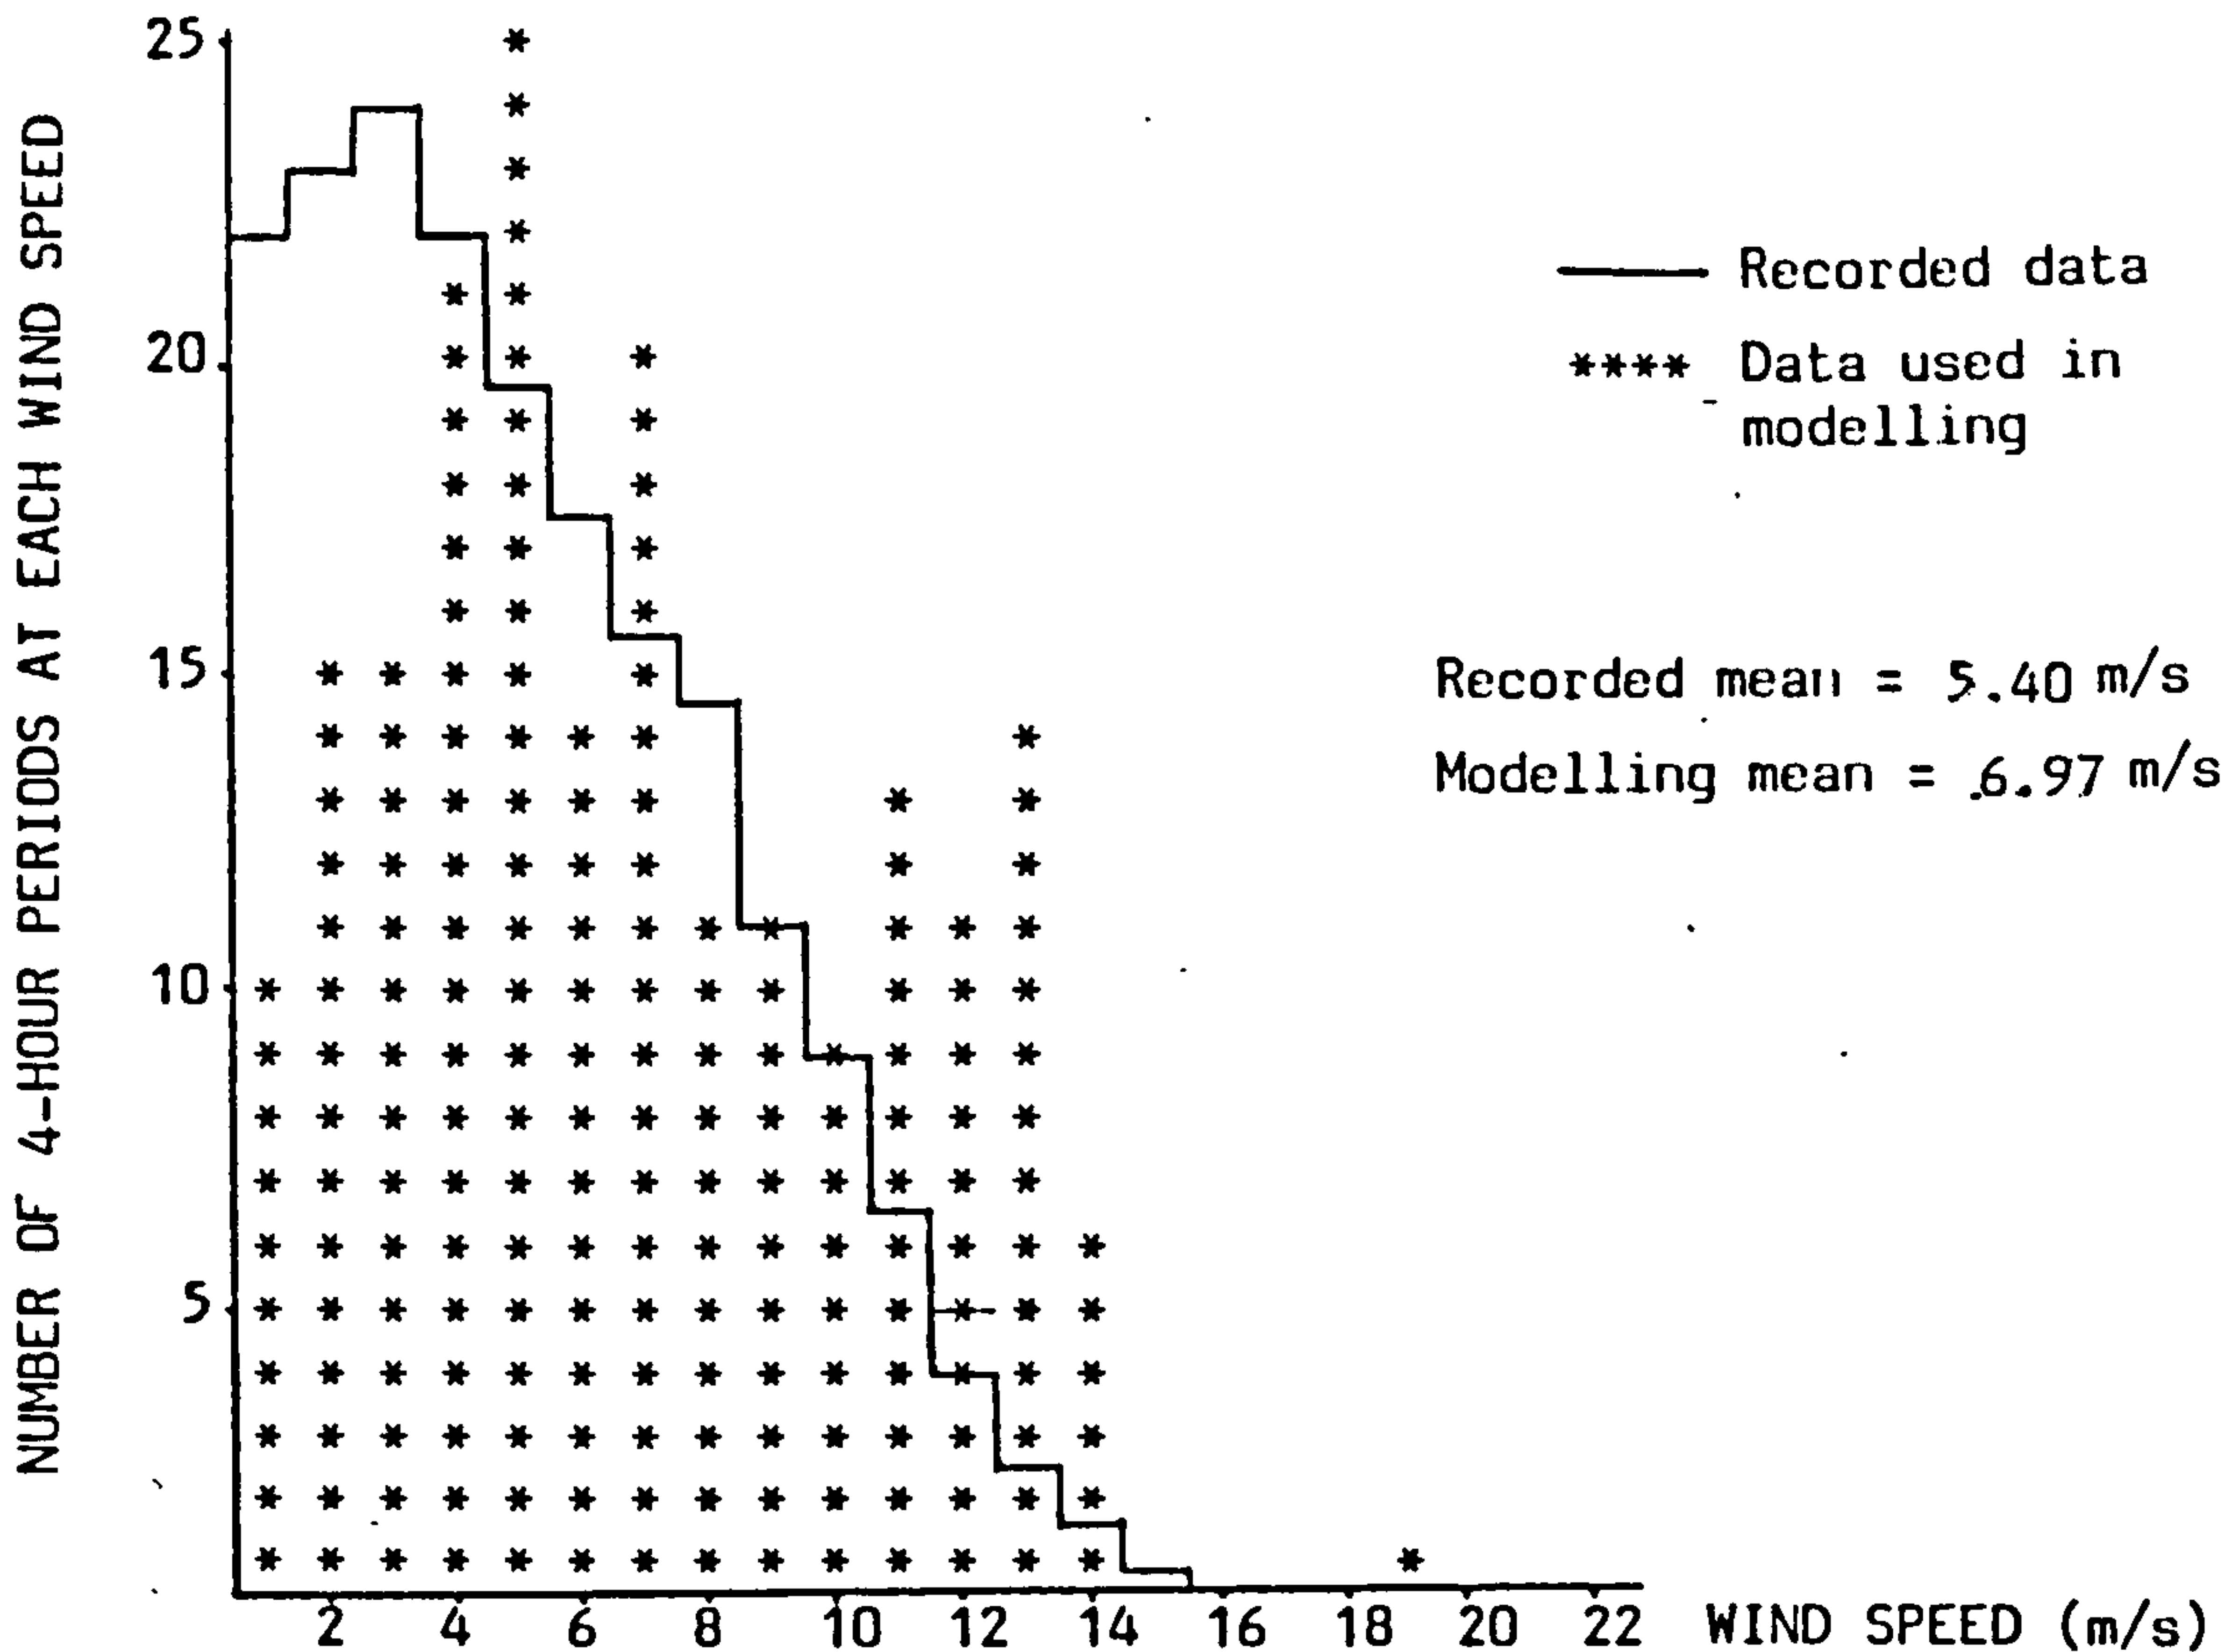 NUMBER OF 4-HOUR PERIODS AT EACH WIND SPEED
25
20
15
10
5
Recorded data
**** Data used in
modelling
Recorded mean = 5.40 m/s
Modelling mean = 6.97 m/s
2 4 6 8 10 12 14 16 18 20 22 WIND SPEED (m/s)